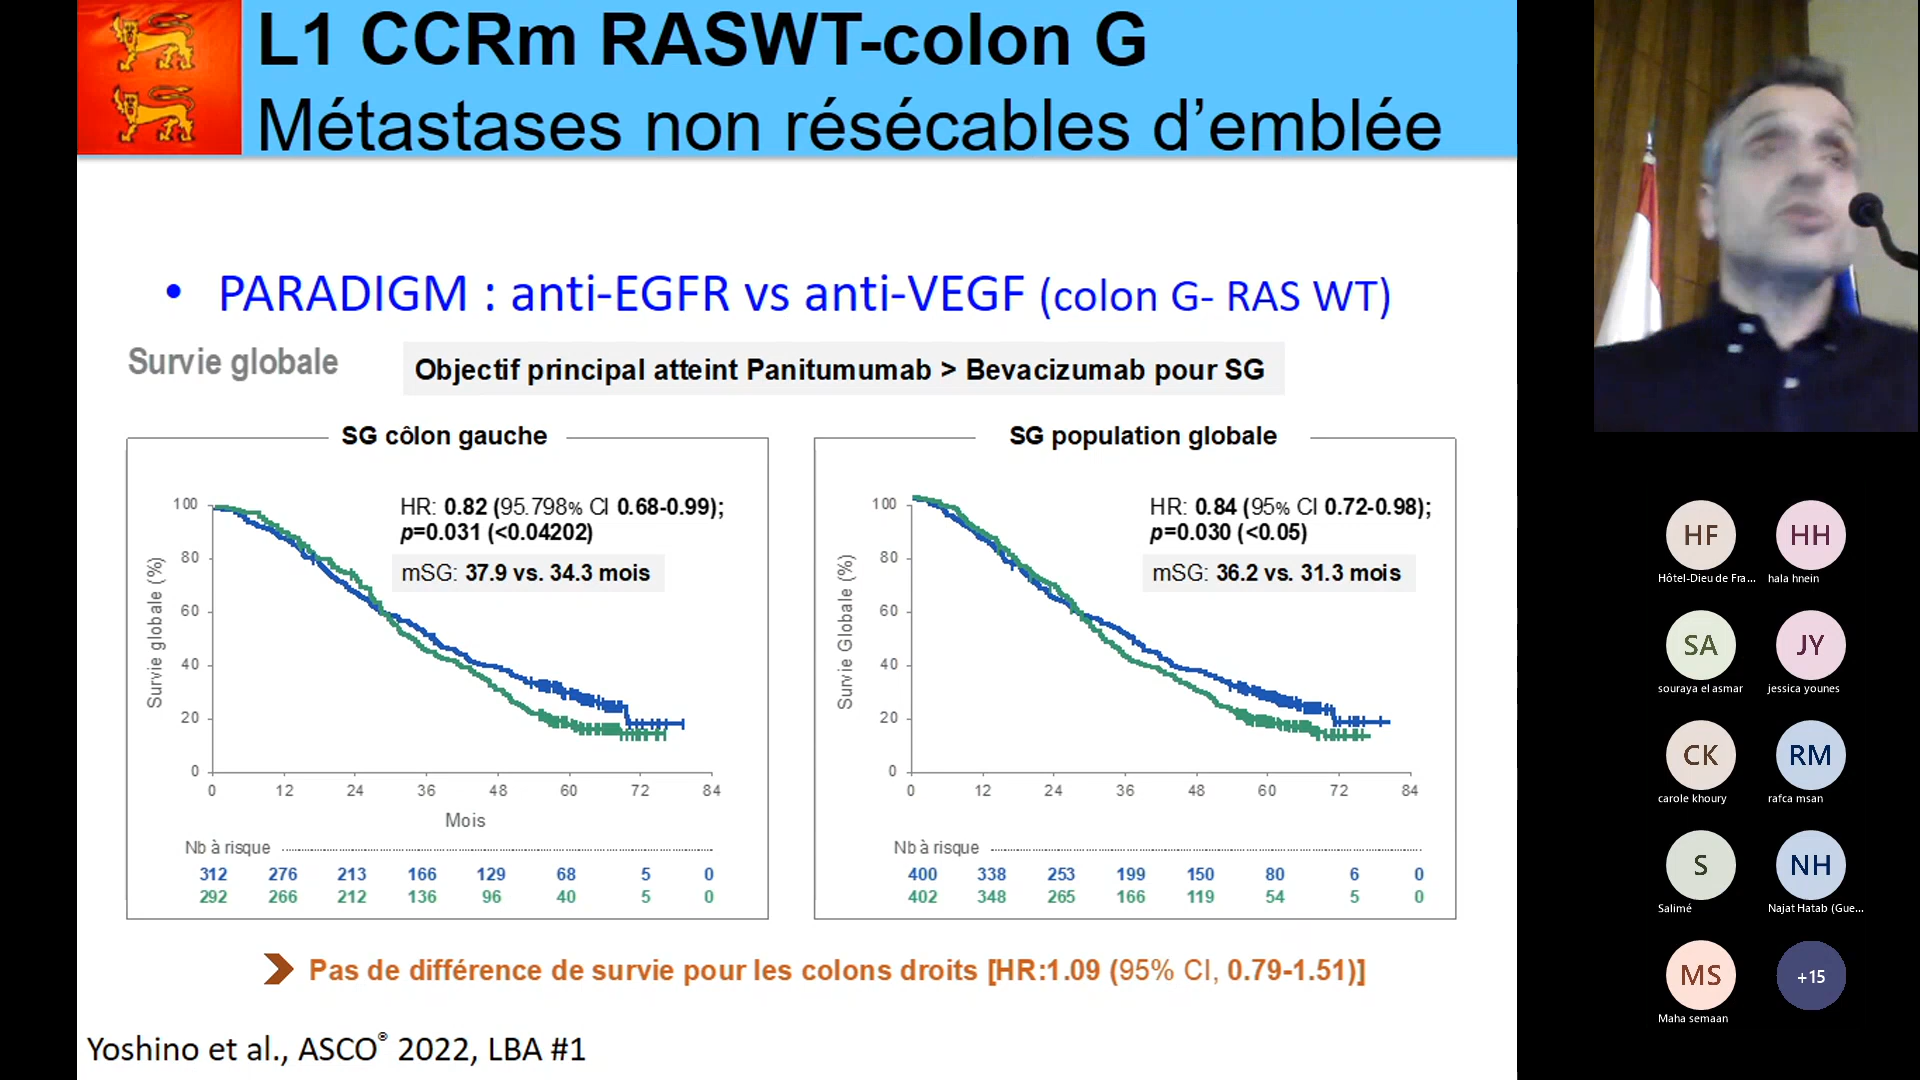 L1 CCRm RASWT-colon G
Métastases non résécables d’emblée
• PARADIGM : anti-EGFR vs anti-VEGF (colon G- RAS WT)
Survie globale
Objectif principal atteint Panitumumab > Bevacizumab pour SG
SG côlon gauche
HR: 0.82 (95.798% CI 0.68-0.99);
p=0.031 (<0.04202)
mSG: 37.9 vs. 34.3 mois
Survie globale (%)
100
80
60
40
20
0
0 12 24 36 48 60 72 84
Mois
Nb à risque
312 276 213 166 129 68 5 0
292 266 212 136 96 40 5 0
SG population globale
HR: 0.84 (95% CI 0.72-0.98);
p=0.030 (<0.05)
mSG: 36.2 vs. 31.3 mois
Survie Globale (%)
100
80
60
40
20
0
0 12 24 36 48 60 72 84
Nb à risque
400 338 253 199 150 80 6 0
402 348 265 166 119 54 5 0
Pas de différence de survie pour les colons droits [HR:1.09 (95% CI, 0.79-1.51)]
Yoshino et al., ASCO® 2022, LBA #1
HF HH
Hôtel-Dieu de Fra... hala hnein
SA JY
souraya el asmar jessica younes
CK RM
carole khoury rafca msan
S NH
Salimé Najat Hatab (Gue...
MS +15
Maha semaan